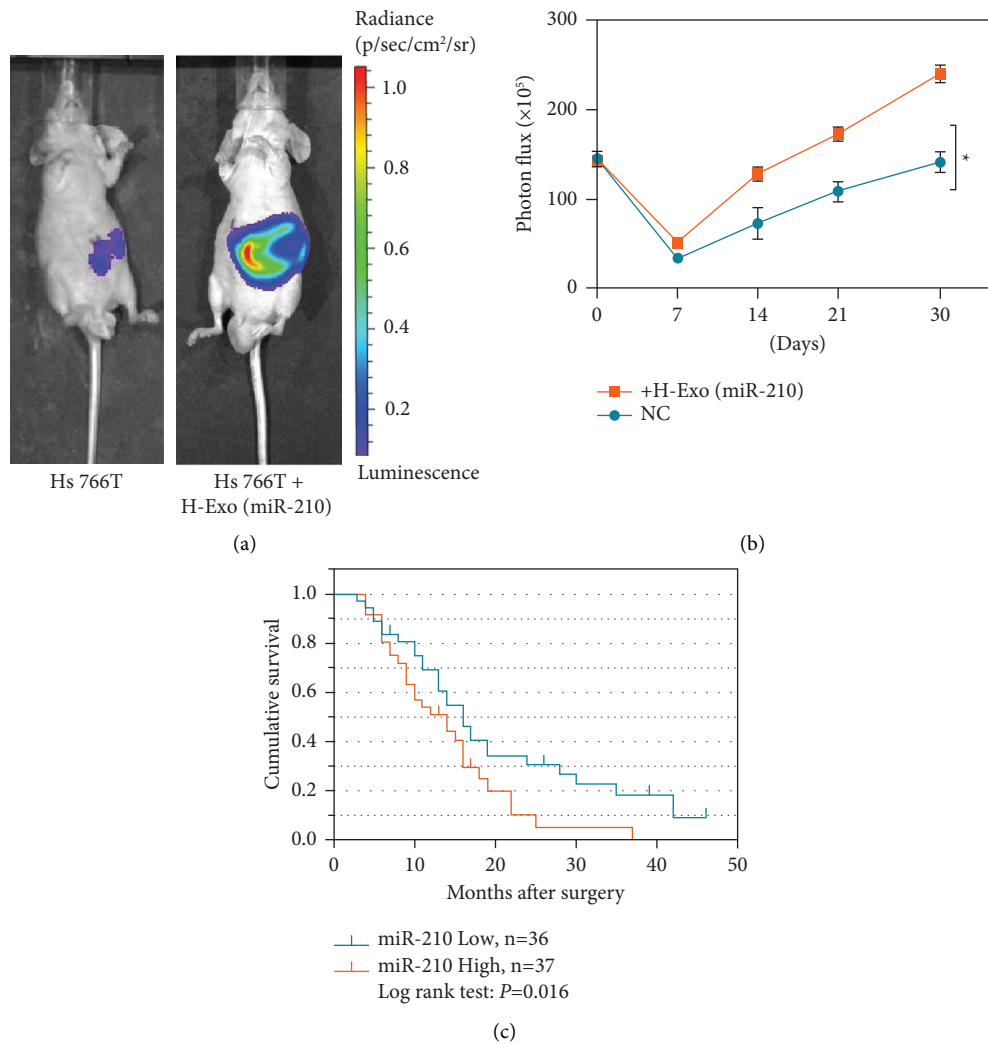 Radiance
(p/sec/cm²/sr)
1.0
0.8
0.6
0.4
0.2
Luminescence
Hs 766T
Hs 766T +
H-Exo (miR-210)
(a)
Photon flux (×10⁵)
300
200
100
0
0 7 14 21 30
(Days)
*
+H-Exo (miR-210)
NC
(b)
Cumulative survival
1.0
0.8
0.6
0.4
0.2
0.0
0 10 20 30 40 50
Months after surgery
miR-210 Low, n=36
miR-210 High, n=37
Log rank test: P=0.016
(c)